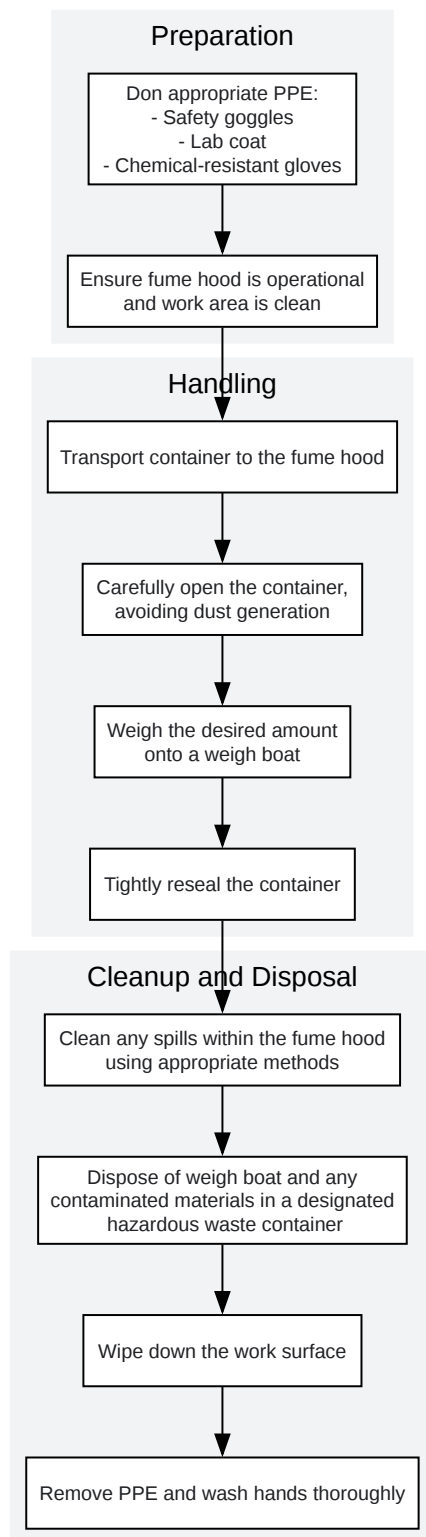 Preparation
Don appropriate PPE:
- Safety goggles
- Lab coat
- Chemical-resistant gloves
Ensure fume hood is operational
and work area is clean
Handling
Transport container to the fume hood
Carefully open the container,
avoiding dust generation
Weigh the desired amount
onto a weigh boat
Tightly reseal the container
Cleanup and Disposal
Clean any spills within the fume hood
using appropriate methods
Dispose of weigh boat and any
contaminated materials in a designated
hazardous waste container
Wipe down the work surface
Remove PPE and wash hands thoroughly